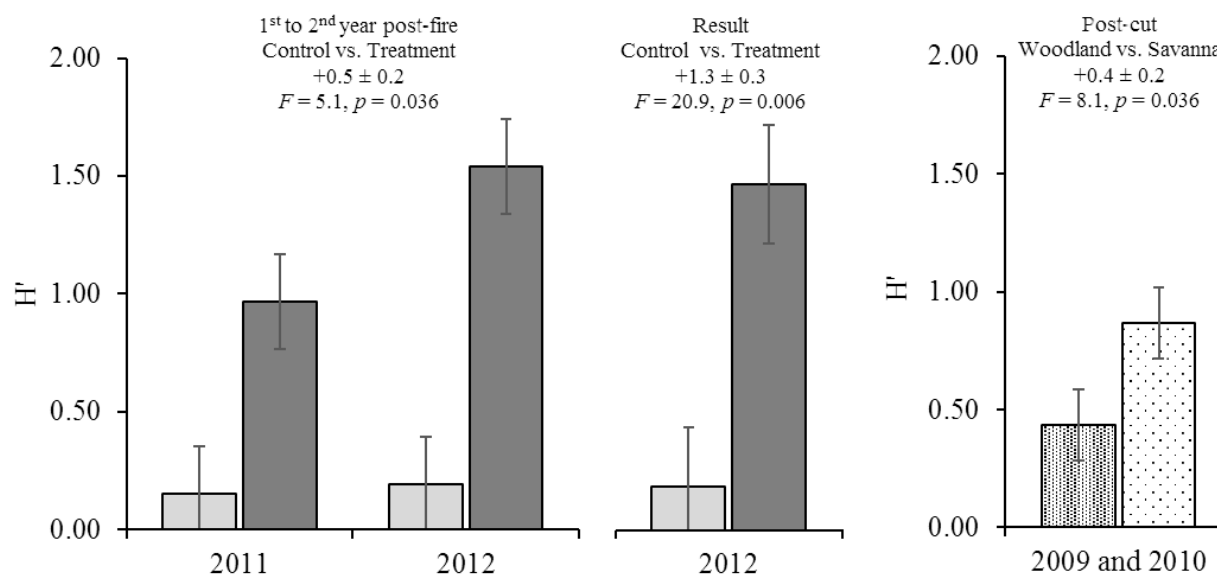 1st to 2nd year post-fire
Control vs. Treatment
+0.5 ± 0.2
F = 5.1, p = 0.036
Result
Control vs. Treatment
+1.3 ± 0.3
F = 20.9, p = 0.006
Post-cut
Woodland vs. Savanna
+0.4 ± 0.2
F = 8.1, p = 0.036
2.00
1.50
1.00
0.50
0.00
H'
2011
2012
2012
2.00
1.50
1.00
0.50
0.00
H'
2009 and 2010